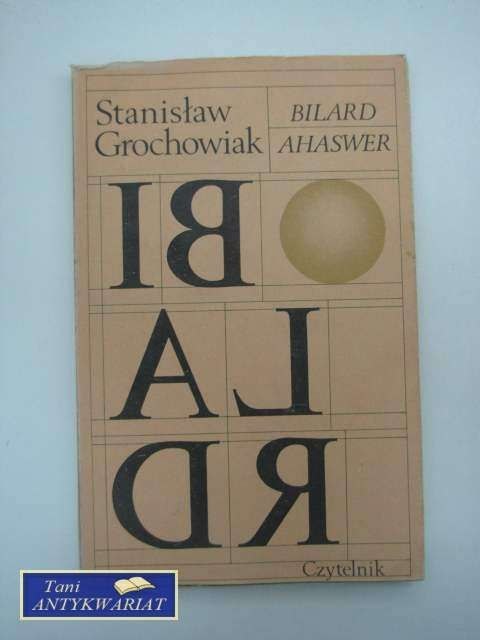 Stanisław
Grochowiak
BILARD
AHASWER
BI
LA
RD
Czytelnik
Tani
ANTYKWARIAT